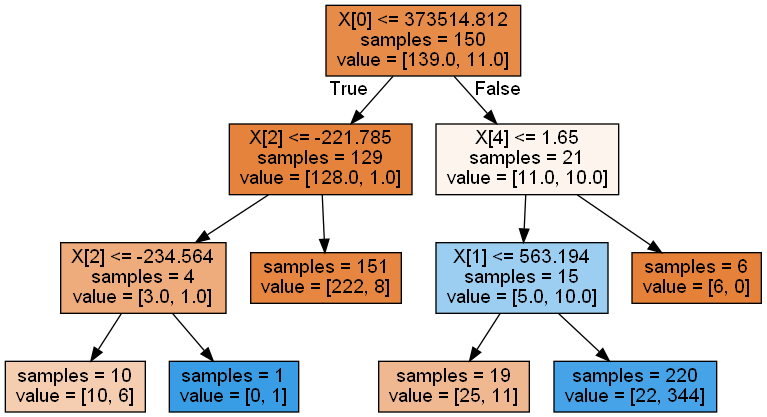 X[0] <= 373514.812
samples = 150
value = [139.0, 11.0]
True
False
X[2] <= -221.785
samples = 129
value = [128.0, 1.0]
X[4] <= 1.65
samples = 21
value = [11.0, 10.0]
X[2] <= -234.564
samples = 4
value = [3.0, 1.0]
samples = 151
value = [222, 8]
X[1] <= 563.194
samples = 15
value = [5.0, 10.0]
samples = 6
value = [6, 0]
samples = 10
value = [10, 6]
samples = 1
value = [0, 1]
samples = 19
value = [25, 11]
samples = 220
value = [22, 344]